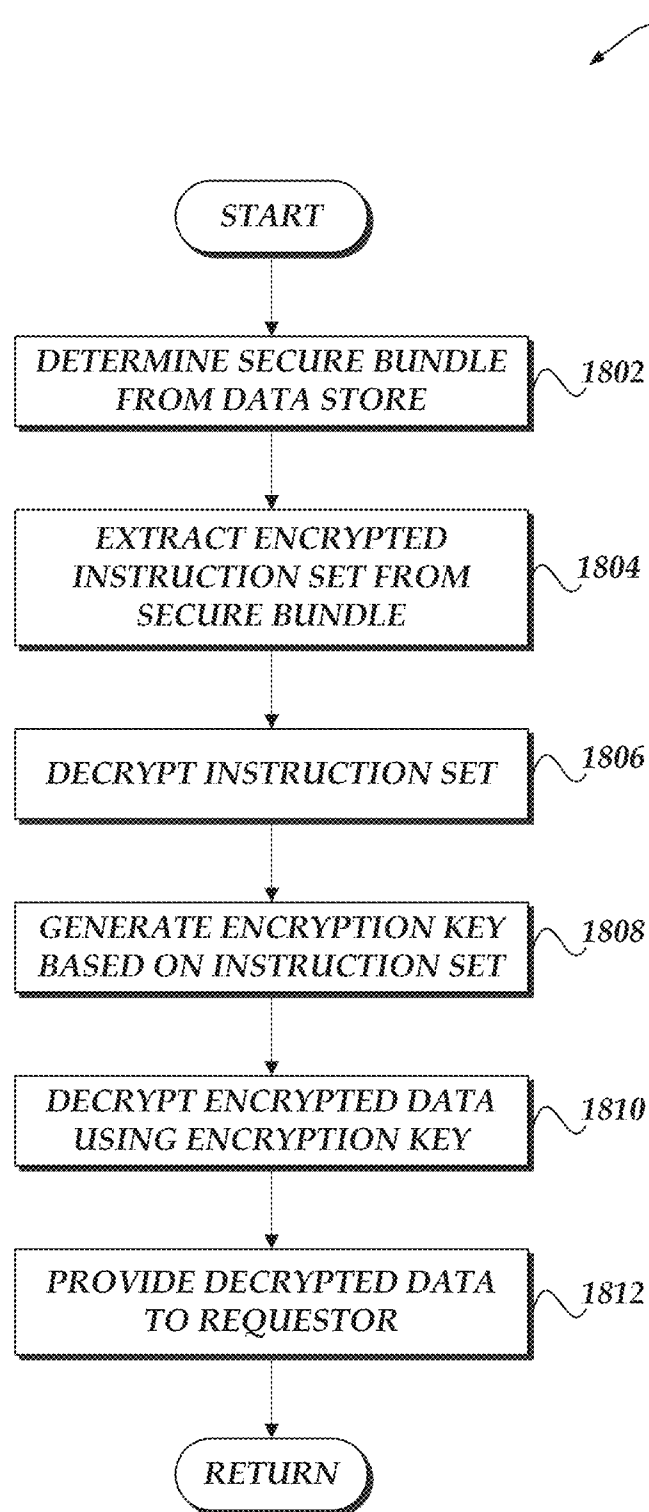 START
DETERMINE SECURE BUNDLE
FROM DATA STORE
1802
EXTRACT ENCRYPTED
INSTRUCTION SET FROM
SECURE BUNDLE
1804
DECRYPT INSTRUCTION SET
1806
GENERATE ENCRYPTION KEY
BASED ON INSTRUCTION SET
1808
DECRYPT ENCRYPTED DATA
USING ENCRYPTION KEY
1810
PROVIDE DECRYPTED DATA
TO REQUESTOR
1812
RETURN